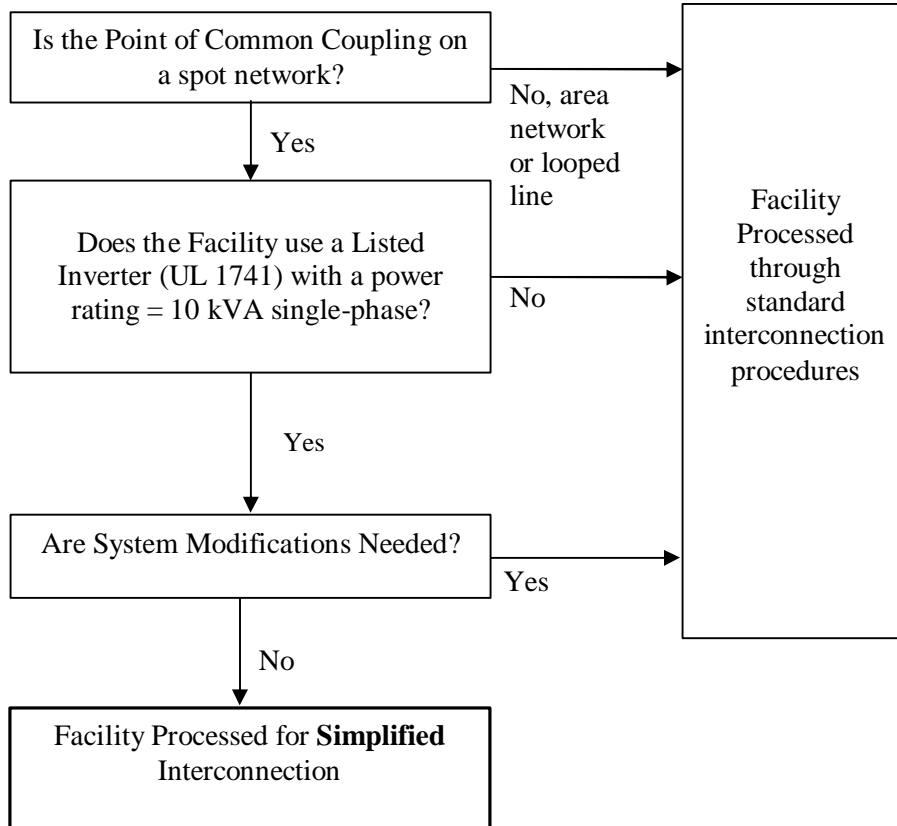 Is the Point of Common Coupling on
a spot network?
No, area
network
or looped
line
Yes
Does the Facility use a Listed
Inverter (UL 1741) with a power
rating = 10 kVA single-phase?
No
Facility
Processed
through
standard
interconnection
procedures
Yes
Are System Modifications Needed?
Yes
No
Facility Processed for Simplified
Interconnection